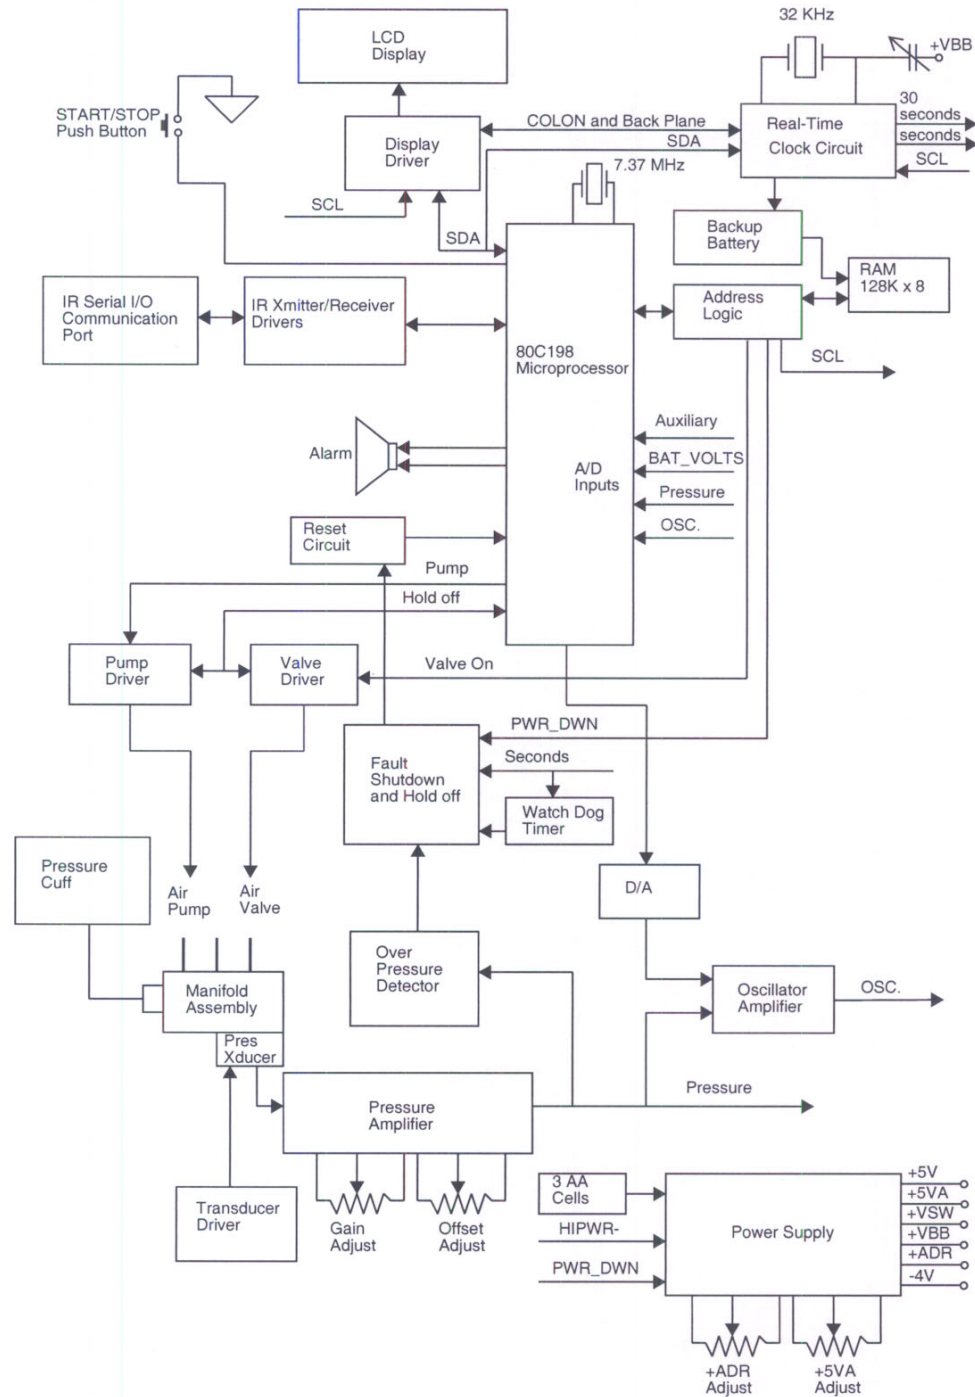 32 KHz
LCD
Display
+VBB
START/STOP
Push Button
30
seconds
seconds
COLON and Back Plane
Real-Time
Clock Circuit
Display
Driver
SDA
SCL
7.37 MHz
SCL
SDA
Backup
Battery
RAM
128K x 8
IR Serial I/O
Communication
Port
IR Xmitter/Receiver
Drivers
Address
Logic
80C198
Microprocessor
SCL
Auxiliary
Alarm
BAT_VOLTS
A/D
Inputs
Pressure
OSC.
Reset
Circuit
Pump
Hold off
Pump
Driver
Valve
Driver
Valve On
PWR_DWN
Fault
Shutdown
and Hold off
Seconds
Watch Dog
Timer
Pressure
Cuff
Air
Pump
Air
Valve
D/A
Over
Pressure
Detector
Manifold
Assembly
Oscillator
Amplifier
OSC.
Pres
Xducer
Pressure
Pressure
Amplifier
Transducer
Driver
Gain
Adjust
Offset
Adjust
3 AA
Cells
HIPWR-
PWR_DWN
Power Supply
+5V
+5VA
+VSW
+VBB
+ADR
-4V
+ADR
Adjust
+5VA
Adjust